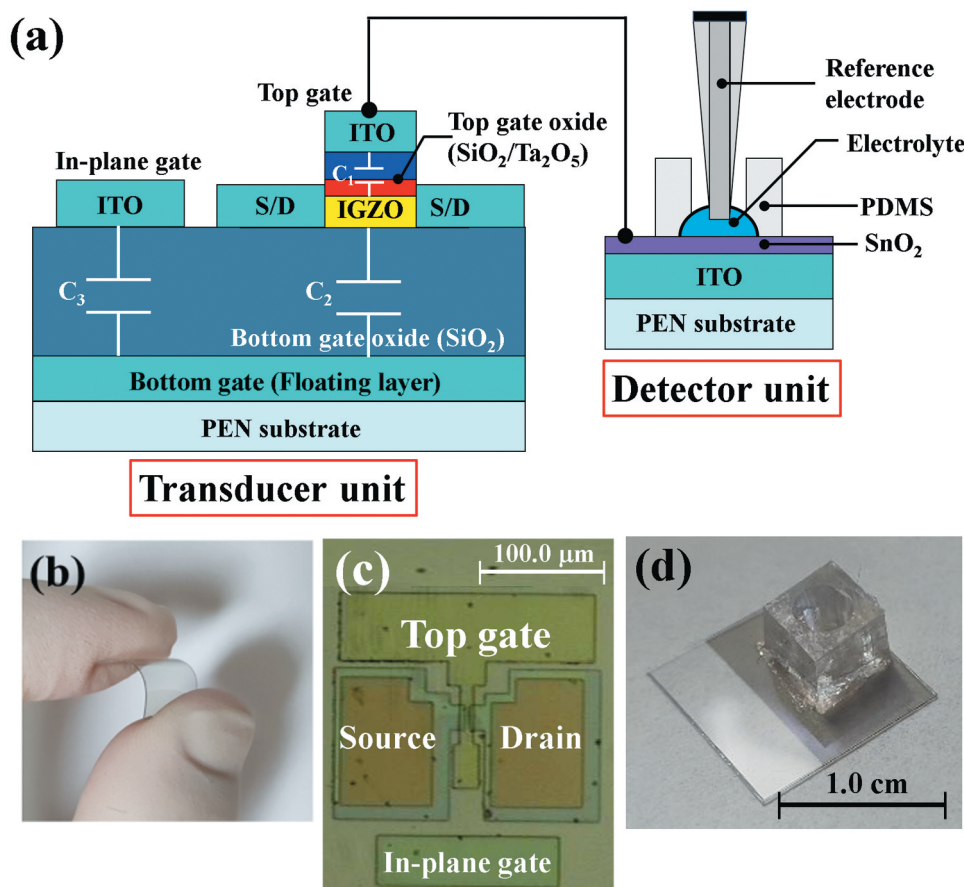 (a)
Top gate
ITO
Top gate oxide
(SiO₂/Ta₂O₅)
C₁
In-plane gate
ITO
S/D
IGZO
S/D
C₃
C₂
Bottom gate oxide (SiO₂)
Bottom gate (Floating layer)
PEN substrate
Transducer unit
Reference
electrode
Electrolyte
PDMS
SnO₂
ITO
PEN substrate
Detector unit
(b)
(c)
100.0 μm
Top gate
Source
Drain
In-plane gate
(d)
1.0 cm